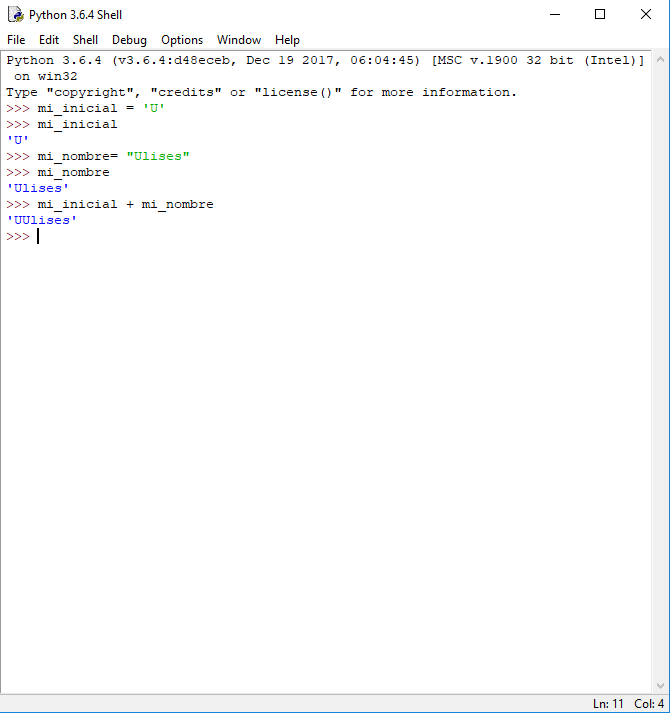 Python 3.6.4 Shell
File Edit Shell Debug Options Window Help
Python 3.6.4 (v3.6.4:d48eceb, Dec 19 2017, 06:04:45) [MSC v.1900 32 bit (Intel)]
 on win32
Type "copyright", "credits" or "license()" for more information.
>>> mi_inicial = 'U'
>>> mi_inicial
'U'
>>> mi_nombre= "Ulises"
>>> mi_nombre
'Ulises'
>>> mi_inicial + mi_nombre
'UUlises'
>>>
Ln: 11 Col: 4